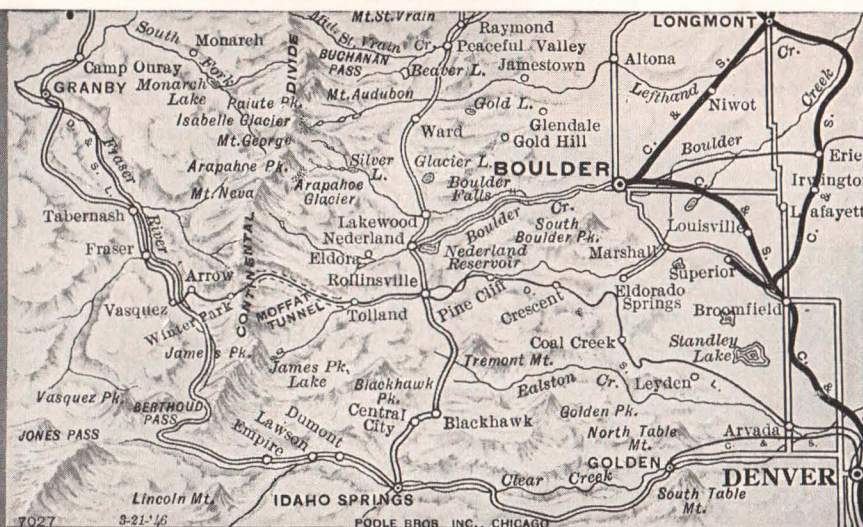 Mt.St.Vrain
Raymond
LONGMONT
South
Fork
Monarch
Mid. St. Vrain Cr.
Peaceful Valley
BUCHANAN
PASS
Beaver L.
Jamestown
Altona
Cr.
Camp Ouray
GRANBY
Monarch
Lake
DIVIDE
Paiute Pk.
Mt. Audubon
Isabelle Glacier
Gold L.
Lefthand
C. & S.
Niwot
Creek
D. & S. L.
Fraser
River
Mt. George
Ward
Glendale
Gold Hill
Boulder
Erie
Arapahoe Pk.
Silver
L.
Glacier L.
BOULDER
Mt. Neva
Arapahoe
Glacier
Boulder
Falls
C. & S.
Irvington
Lafayette
Tabernash
Lakewood
Boulder
Cr.
South
Boulder Pk.
Louisville
Fraser
Nederland
Eldora
Nederland
Reservoir
Marshall
Superior
Arrow
CONTINENTAL
Rollinsville
Eldorado
Springs
Vasquez
Winter Park
MOFFAT
TUNNEL
Tolland
Pine Cliff
Crescent
Broomfield
James Pk.
James Pk.
Lake
Coal Creek
Standley
Lake
Tremont Mt.
Vasquez Pk.
BERTHOUD
PASS
Blackhawk
Pk.
Ralston Cr.
S. L.
Leyden
C. &
Central
City
Blackhawk
Golden Pk.
JONES PASS
Empire
Lawson
Dumont
North Table
Mt.
Arvada
C. & S.
GOLDEN
Clear Creek
DENVER
Lincoln Mt.
IDAHO SPRINGS
South Table
Mt.
7027
3-21-'46
POOLE BROS. INC., CHICAGO